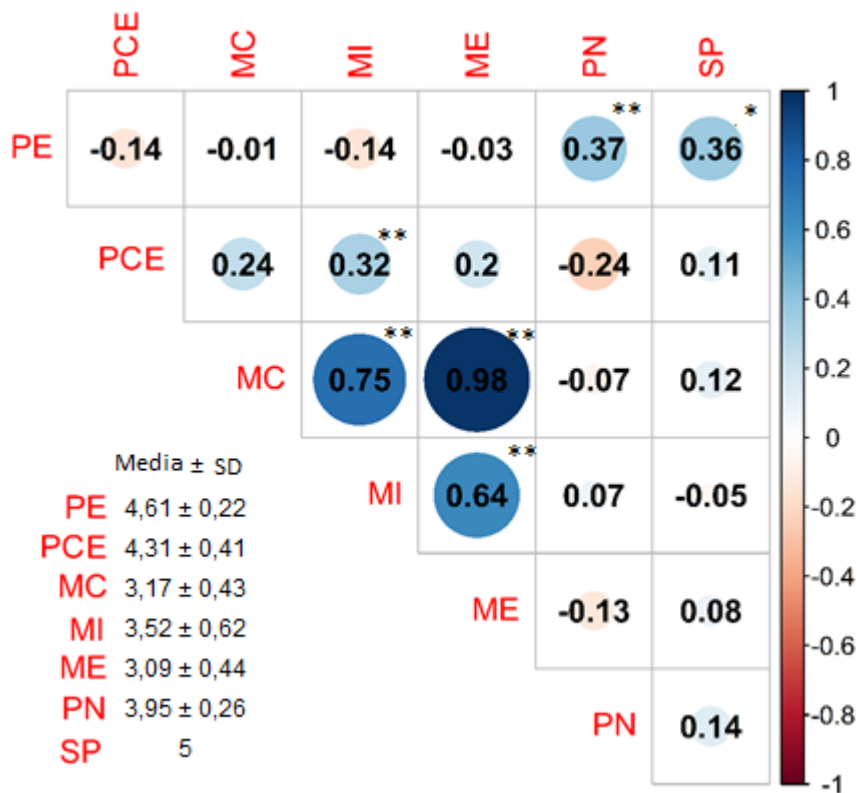 PCE MC MI ME PN SP
PE -0.14 -0.01 -0.14 -0.03 0.37 ** 0.36 * 1
0.8
PCE 0.24 0.32 ** 0.2 -0.24 0.11 0.6
0.4
MC 0.75 ** 0.98 ** -0.07 0.12 0.2
0
Media ± SD
MI 0.64 ** 0.07 -0.05 -0.2
PE 4,61 ± 0,22
PCE 4,31 ± 0,41
-0.4
MC 3,17 ± 0,43
ME -0.13 0.08 -0.6
MI 3,52 ± 0,62
ME 3,09 ± 0,44
PN 3,95 ± 0,26
PN 0.14 -0.8
SP 5
-1